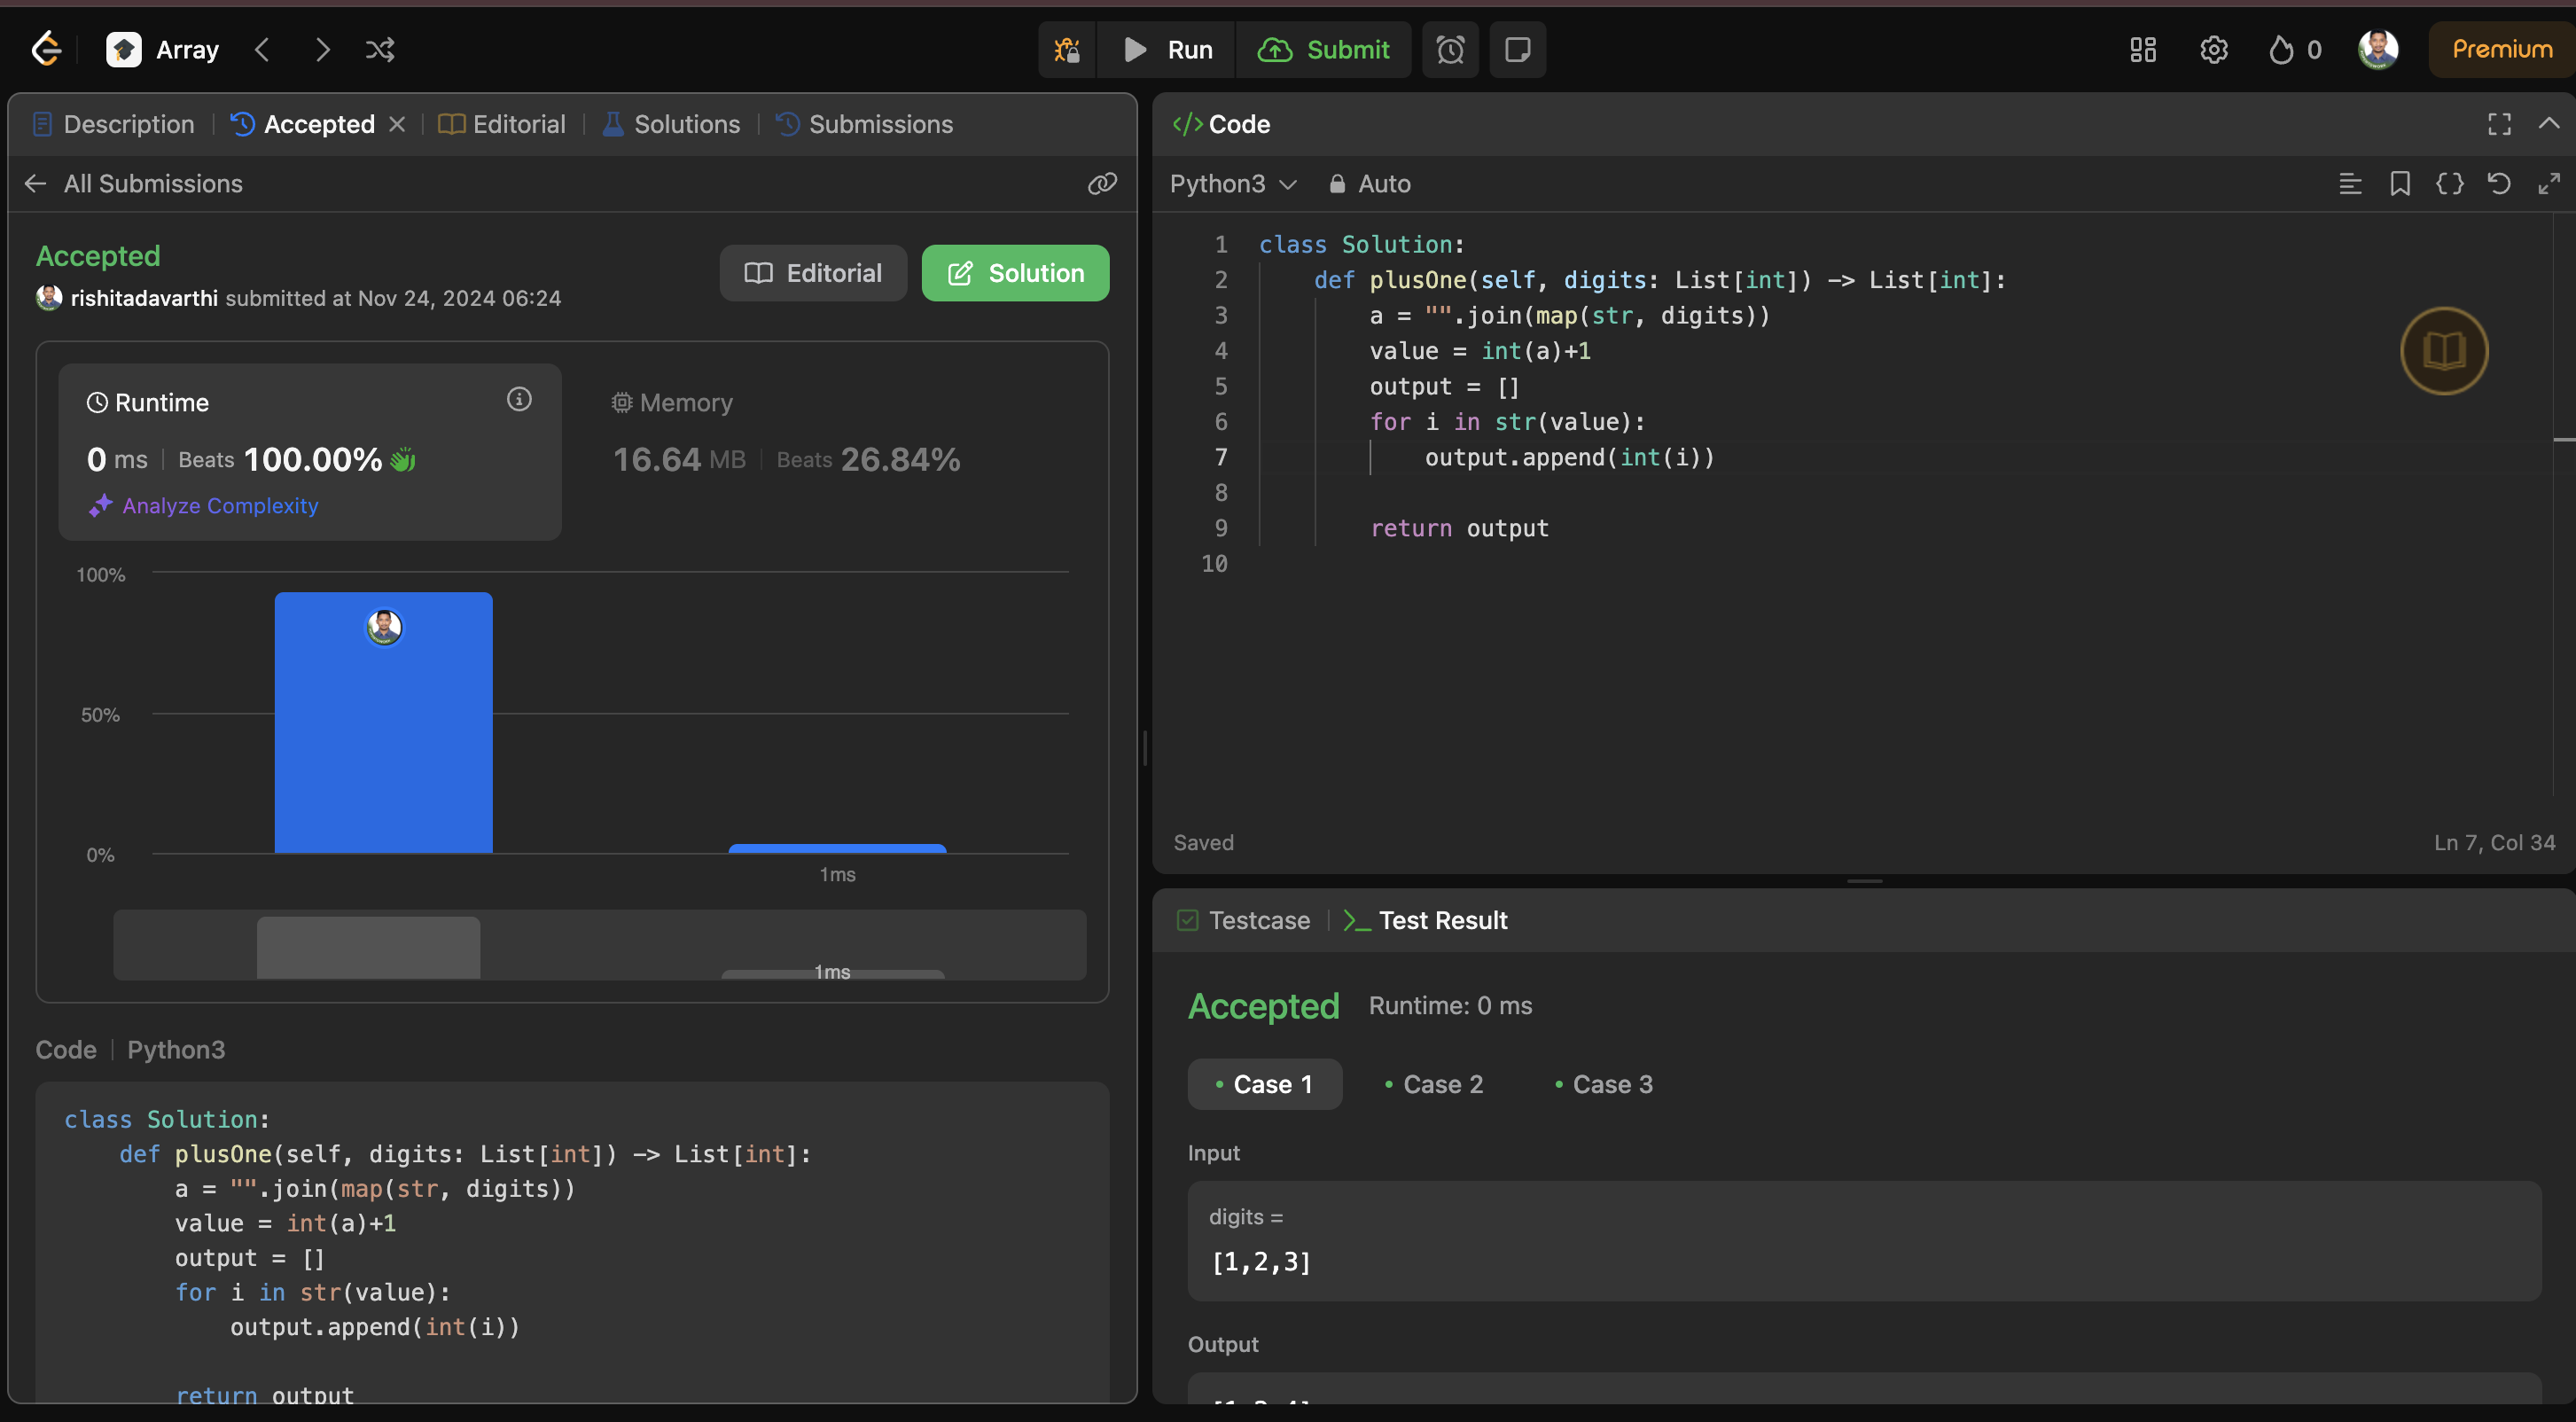 Array
Run
Submit
0
Premium
Description
Accepted
Editorial
Solutions
Submissions
All Submissions
Accepted
rishitadavarthi submitted at Nov 24, 2024 06:24
Editorial
Solution
Runtime
0 ms
Beats 100.00%
Analyze Complexity
Memory
16.64 MB
Beats 26.84%
100%
50%
0%
1ms
1ms
Code
Python3
class Solution:
    def plusOne(self, digits: List[int]) -> List[int]:
        a = "".join(map(str, digits))
        value = int(a)+1
        output = []
        for i in str(value):
            output.append(int(i))
        return output
</> Code
Python3
Auto
1 class Solution:
2     def plusOne(self, digits: List[int]) -> List[int]:
3         a = "".join(map(str, digits))
4         value = int(a)+1
5         output = []
6         for i in str(value):
7             output.append(int(i))
8
9         return output
10
Saved
Ln 7, Col 34
Testcase
>_ Test Result
Accepted
Runtime: 0 ms
• Case 1
• Case 2
• Case 3
Input
digits =
[1,2,3]
Output